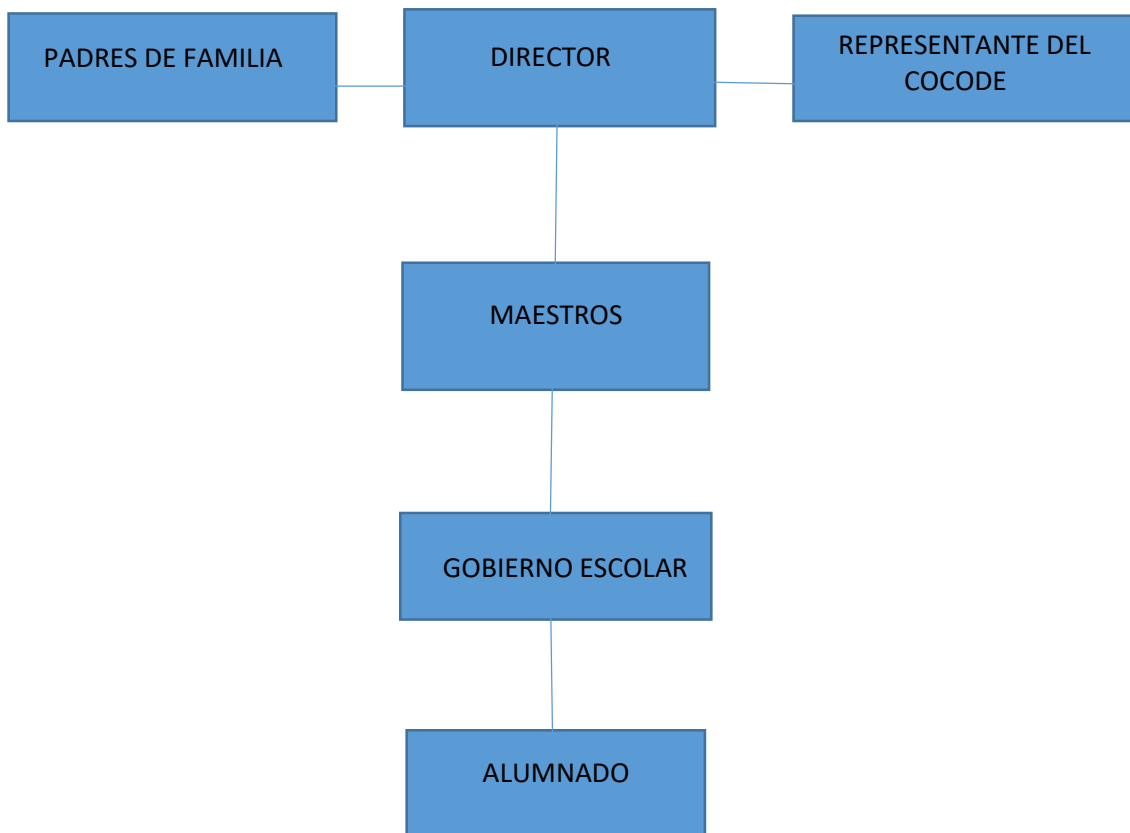 PADRES DE FAMILIA
DIRECTOR
REPRESENTANTE DEL
COCODE
MAESTROS
GOBIERNO ESCOLAR
ALUMNADO